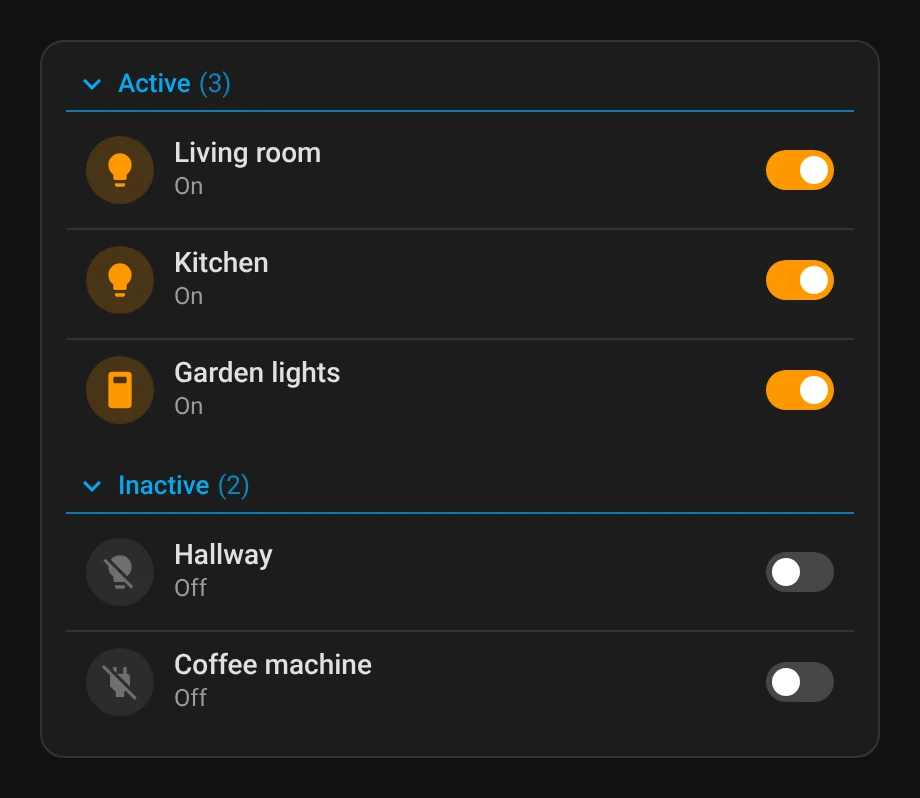 Active (3)
Living room
On
Kitchen
On
Garden lights
On
Inactive (2)
Hallway
Off
Coffee machine
Off